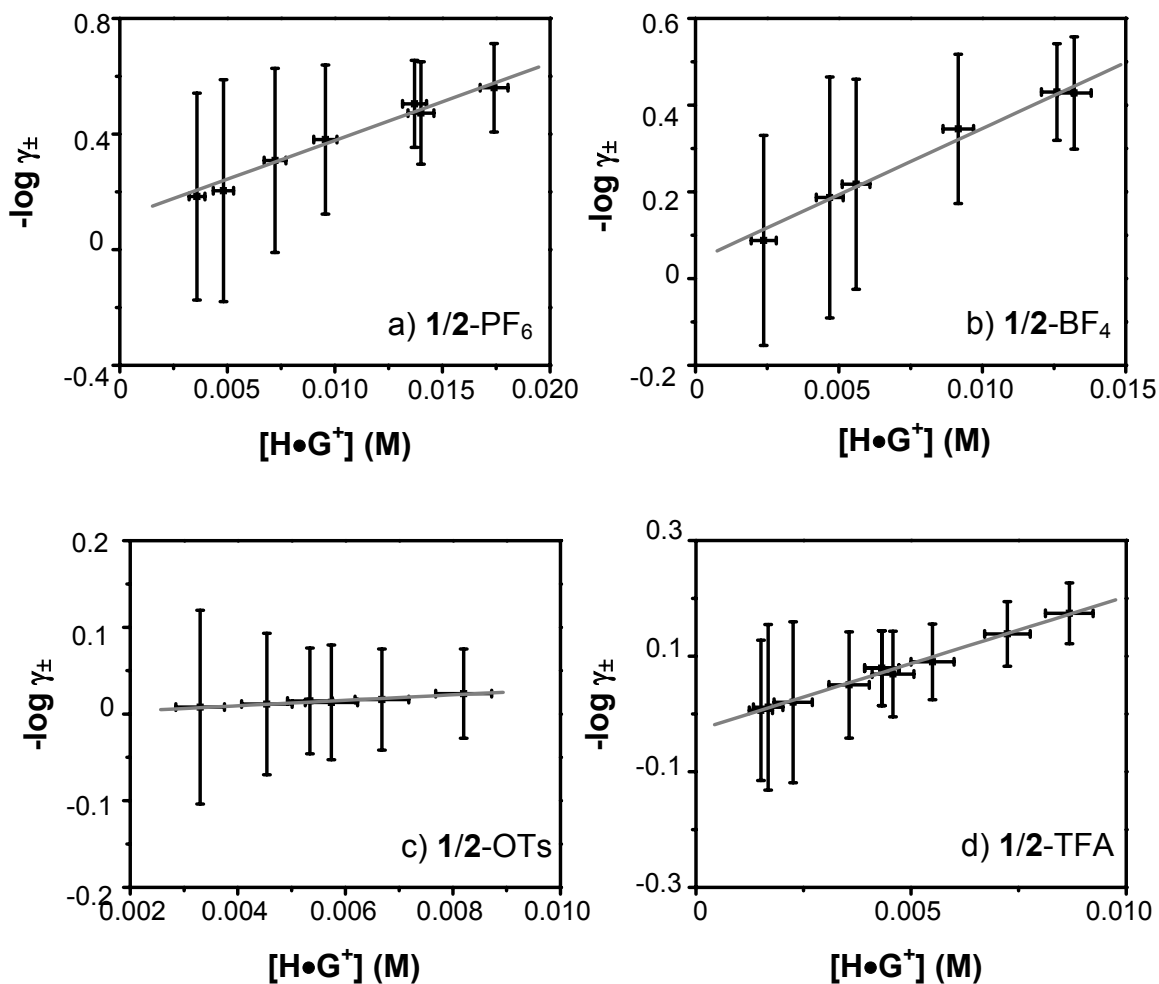 0.8
0.4
0
-0.4
-log γ±
0
0.005
0.010
0.015
0.020
[H●G⁺] (M)
a) 1/2-PF₆
0.6
0.4
0.2
0
-0.2
-log γ±
0
0.005
0.010
0.015
[H●G⁺] (M)
b) 1/2-BF₄
0.2
0.1
0
-0.1
-0.2
-log γ±
0.002
0.004
0.006
0.008
0.010
[H●G⁺] (M)
c) 1/2-OTs
0.3
0.1
-0.1
-0.3
-log γ±
0
0.005
0.010
[H●G⁺] (M)
d) 1/2-TFA